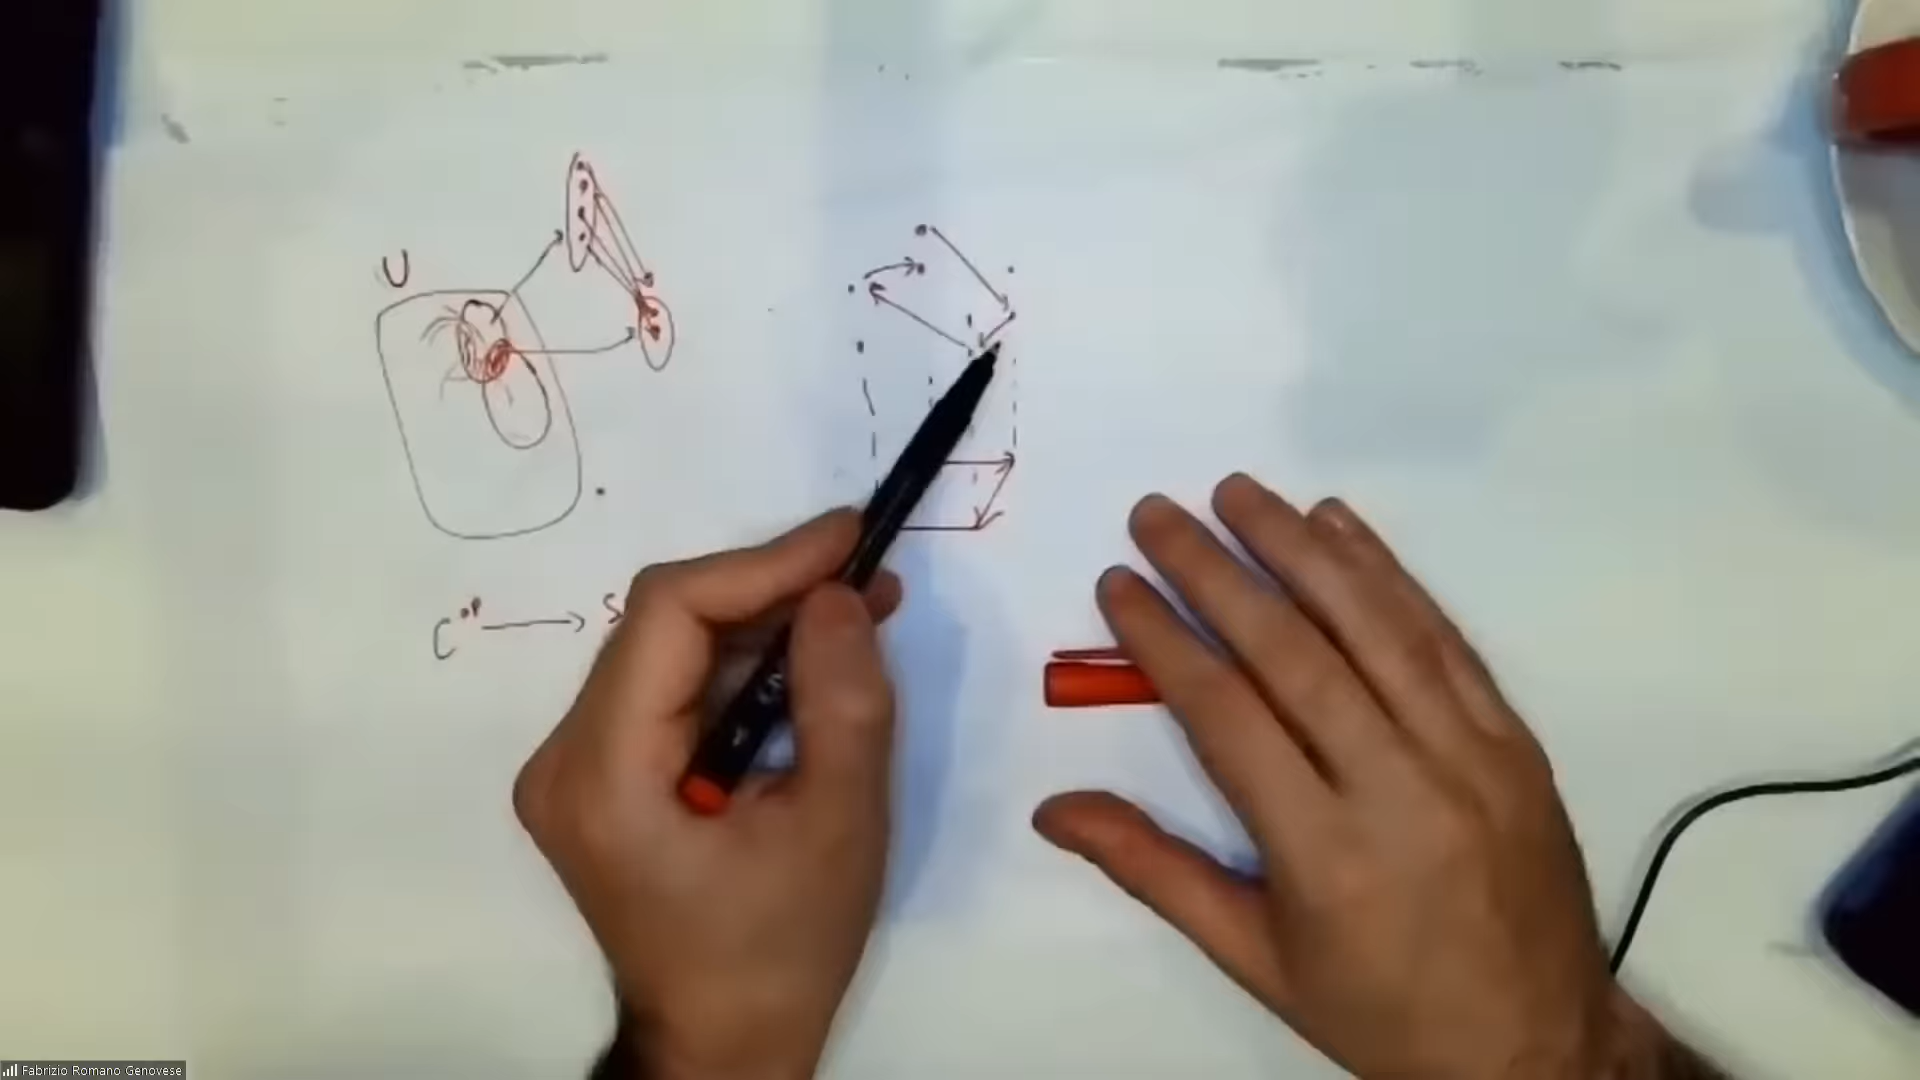 U
C^op → S
Fabrizio Romano Genovese